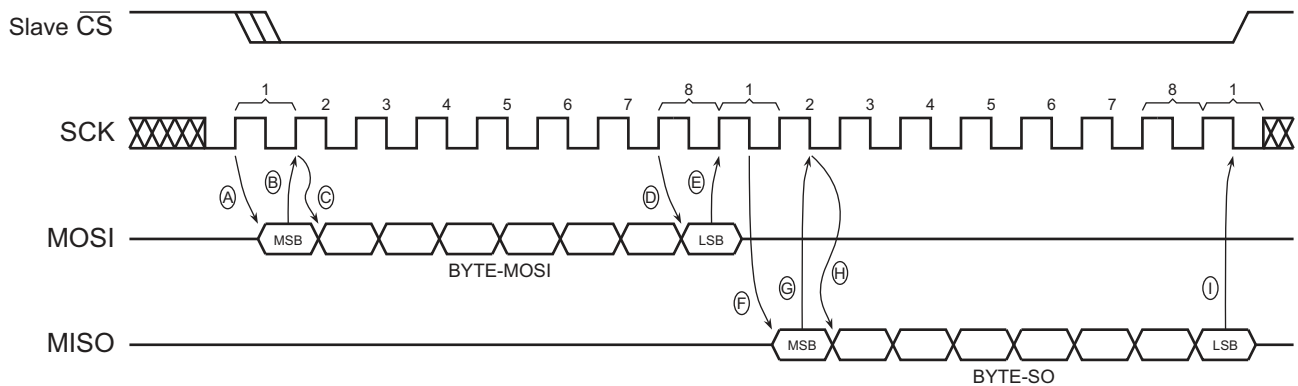 Slave CS
1 2 3 4 5 6 7 8 1 2 3 4 5 6 7 8 1
SCK
A B C D E
MOSI MSB LSB
BYTE-MOSI
F G H I
MISO MSB LSB
BYTE-SO